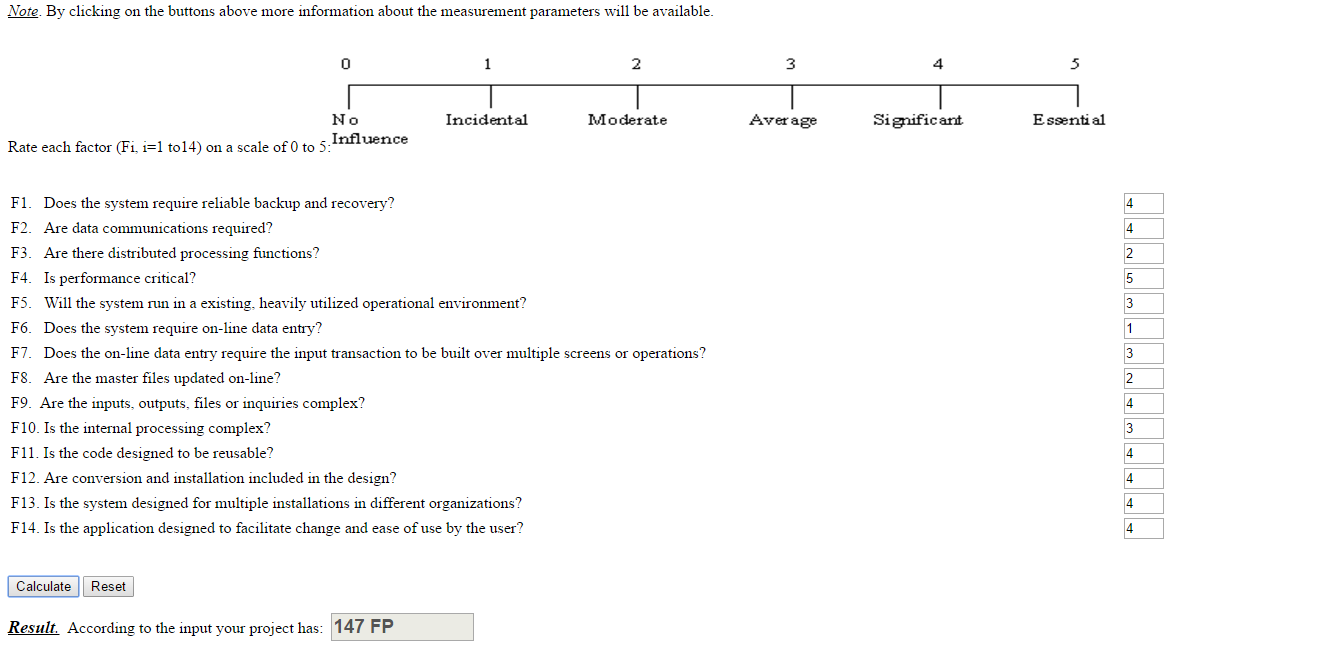 Note. By clicking on the buttons above more information about the measurement parameters will be available.
0 1 2 3 4 5
No Influence Incidental Moderate Average Significant Essential
Rate each factor (Fi, i=1 to14) on a scale of 0 to 5:
F1. Does the system require reliable backup and recovery? 4
F2. Are data communications required? 4
F3. Are there distributed processing functions? 2
F4. Is performance critical? 5
F5. Will the system run in a existing, heavily utilized operational environment? 3
F6. Does the system require on-line data entry? 1
F7. Does the on-line data entry require the input transaction to be built over multiple screens or operations? 3
F8. Are the master files updated on-line? 2
F9. Are the inputs, outputs, files or inquiries complex? 4
F10. Is the internal processing complex? 3
F11. Is the code designed to be reusable? 4
F12. Are conversion and installation included in the design? 4
F13. Is the system designed for multiple installations in different organizations? 4
F14. Is the application designed to facilitate change and ease of use by the user? 4
Calculate Reset
Result. According to the input your project has: 147 FP